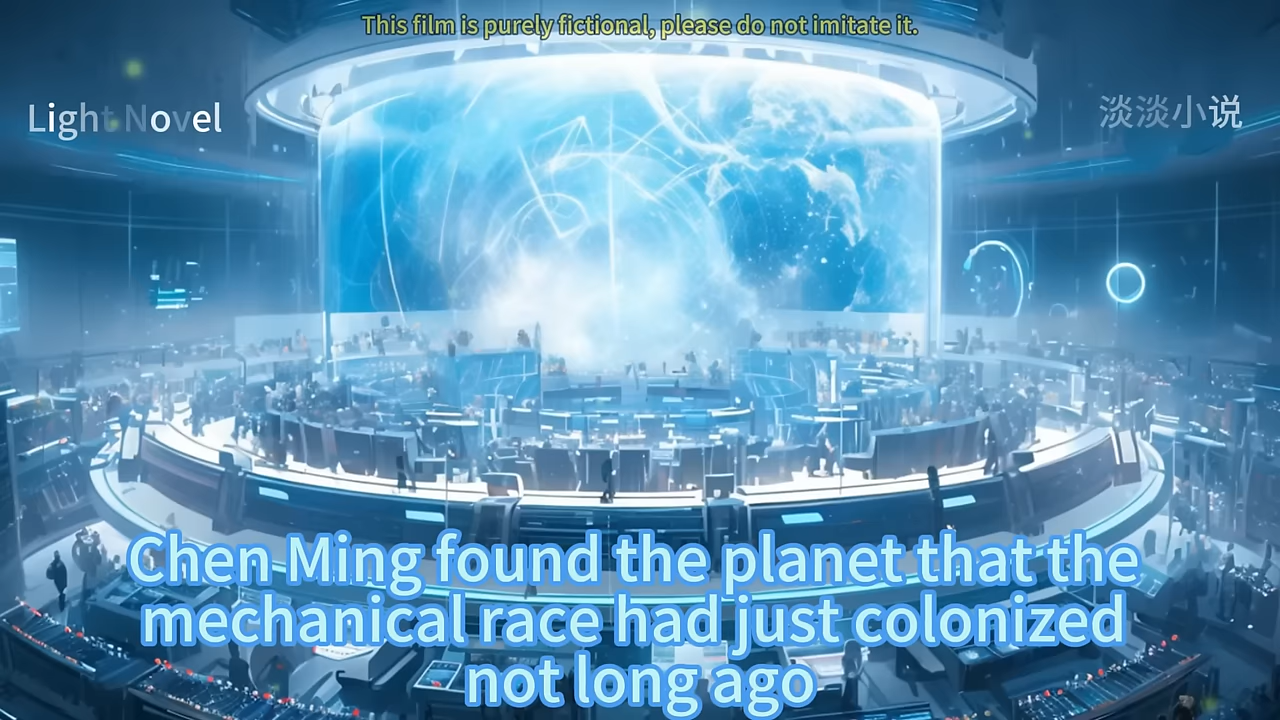 This film is purely fictional, please do not imitate it.
Light Novel
淡淡小说
Chen Ming found the planet that the
mechanical race had just colonized
not long ago